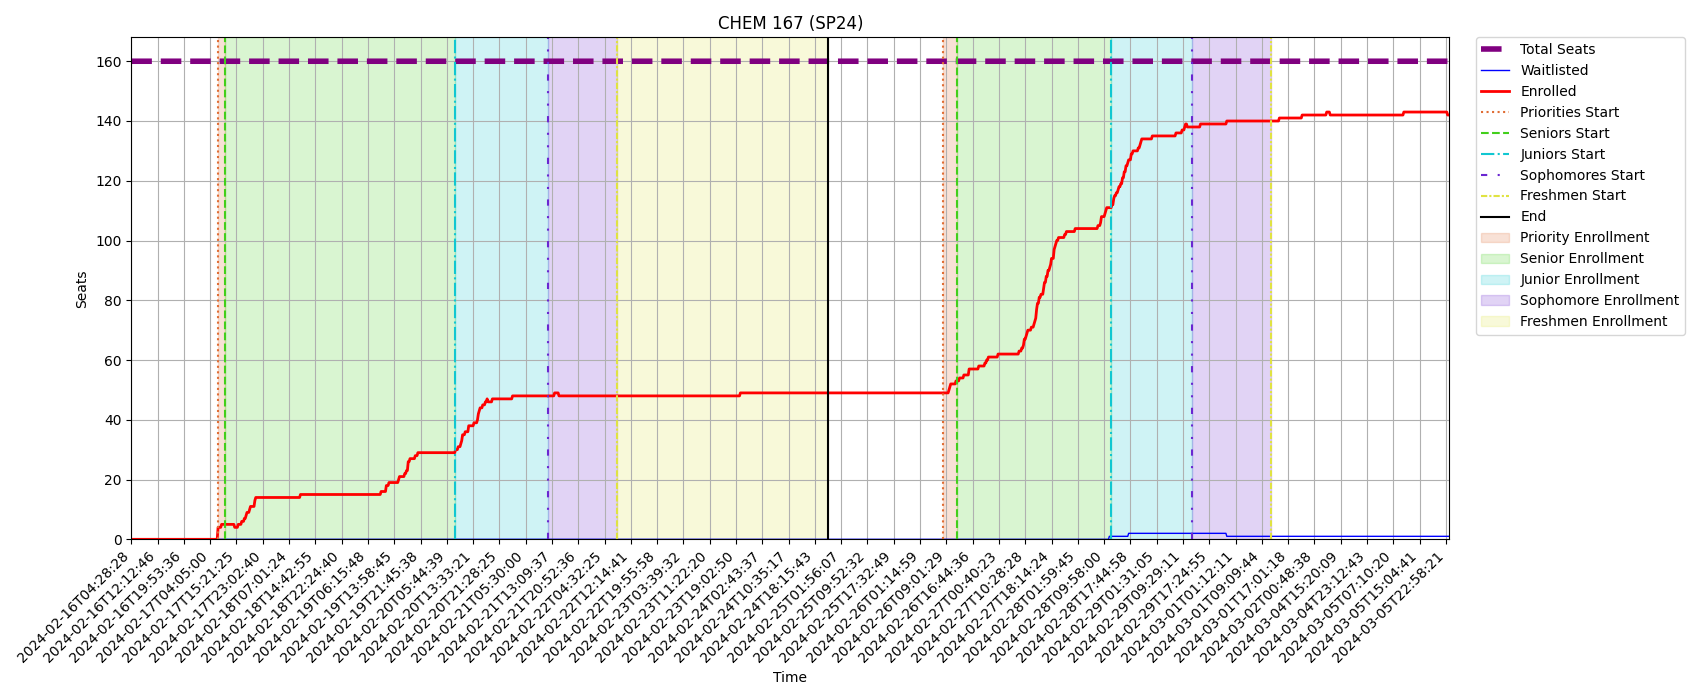 CHEM 167 (SP24)
160
140
120
100
80
60
40
20
0
Seats
2024-02-16T04:28:28
2024-02-16T12:12:46
2024-02-16T19:53:36
2024-02-17T04:05:00
2024-02-17T15:21:25
2024-02-17T23:02:40
2024-02-18T07:01:24
2024-02-18T14:42:55
2024-02-18T22:24:40
2024-02-19T06:15:48
2024-02-19T13:58:45
2024-02-19T21:45:38
2024-02-20T05:44:39
2024-02-20T13:33:21
2024-02-20T21:28:25
2024-02-21T05:30:00
2024-02-21T13:09:37
2024-02-21T20:52:36
2024-02-22T04:32:25
2024-02-22T12:14:41
2024-02-22T19:55:58
2024-02-23T03:39:32
2024-02-23T11:22:20
2024-02-23T19:02:50
2024-02-24T02:43:37
2024-02-24T10:35:17
2024-02-24T18:15:43
2024-02-25T01:56:07
2024-02-25T09:52:32
2024-02-25T17:32:49
2024-02-26T01:14:59
2024-02-26T09:01:29
2024-02-26T16:44:36
2024-02-27T00:40:23
2024-02-27T10:28:28
2024-02-27T18:14:24
2024-02-28T01:59:45
2024-02-28T09:58:00
2024-02-28T17:44:58
2024-02-29T01:31:05
2024-02-29T09:29:11
2024-02-29T17:24:55
2024-03-01T01:12:11
2024-03-01T09:09:44
2024-03-01T17:01:18
2024-03-02T00:48:38
2024-03-04T15:20:09
2024-03-04T23:12:43
2024-03-05T07:10:20
2024-03-05T15:04:41
2024-03-05T22:58:21
Time
Total Seats
Waitlisted
Enrolled
Priorities Start
Seniors Start
Juniors Start
Sophomores Start
Freshmen Start
End
Priority Enrollment
Senior Enrollment
Junior Enrollment
Sophomore Enrollment
Freshmen Enrollment